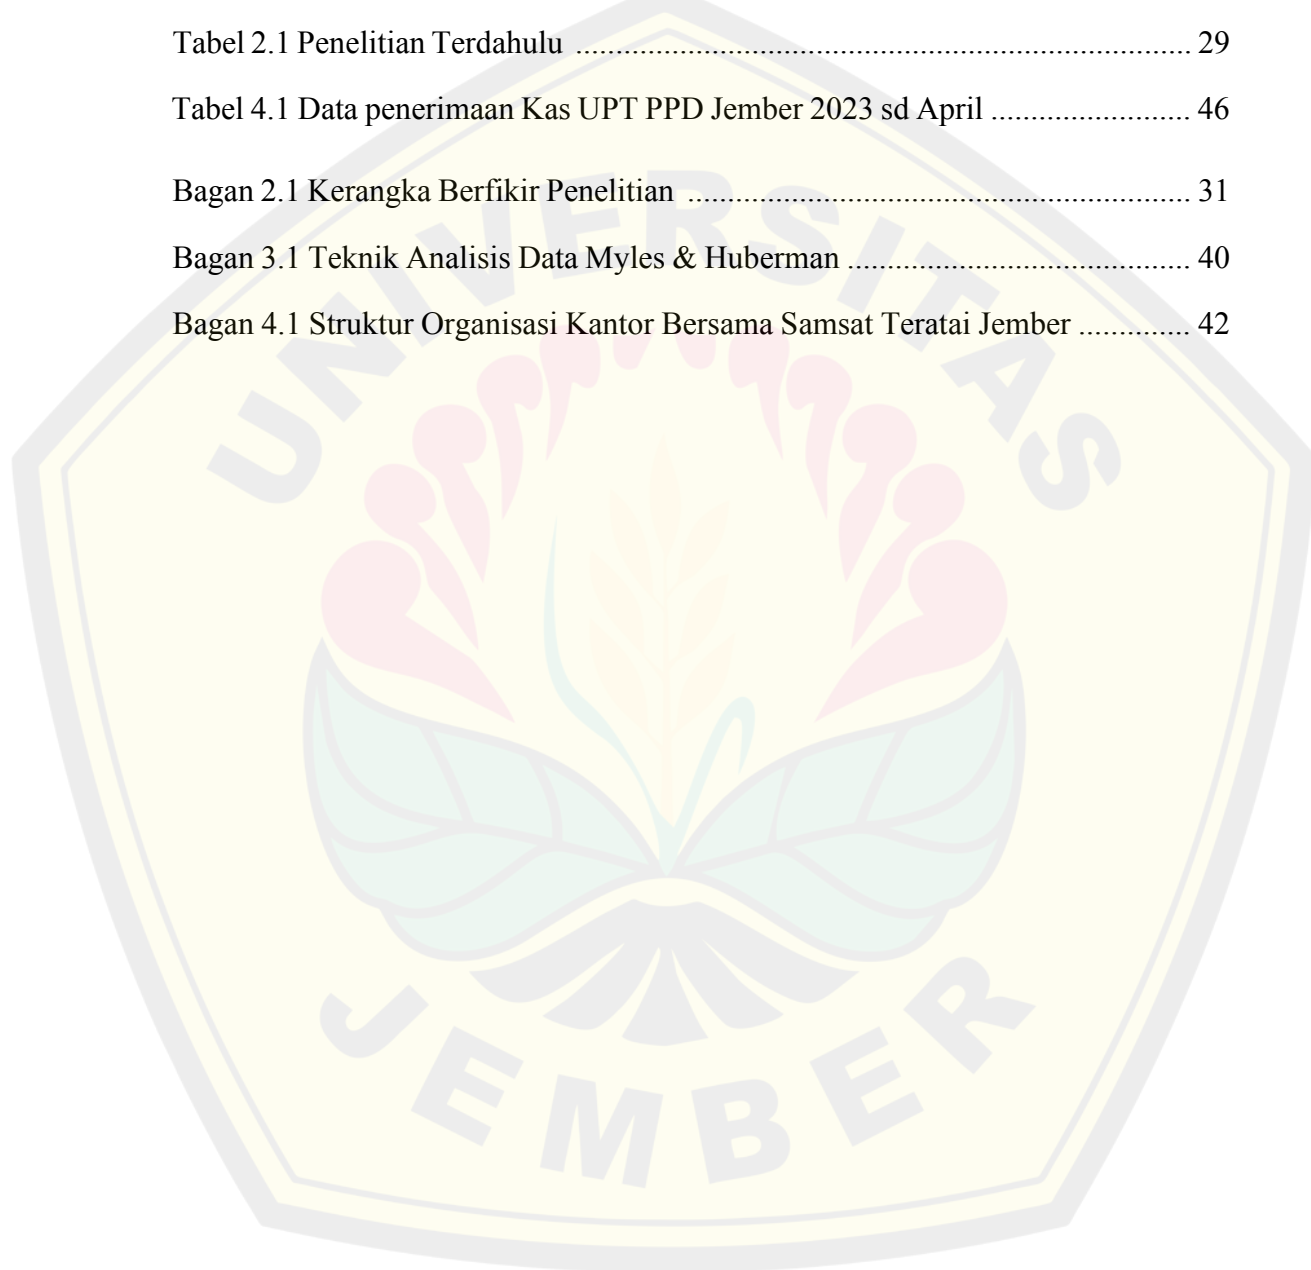 Tabel 2.1 Penelitian Terdahulu ............................................................................................ 29
Tabel 4.1 Data penerimaan Kas UPT PPD Jember 2023 sd April ........................ 46
Bagan 2.1 Kerangka Berfikir Penelitian ............................................................................ 31
Bagan 3.1 Teknik Analisis Data Myles & Huberman .......................................... 40
Bagan 4.1 Struktur Organisasi Kantor Bersama Samsat Teratai Jember .............. 42
UNIVERSITAS
JEMBER